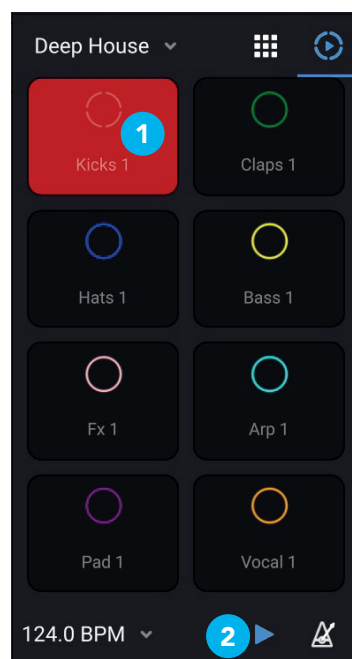 Deep House
1
Kicks 1
Claps 1
Hats 1
Bass 1
Fx 1
Arp 1
Pad 1
Vocal 1
124.0 BPM
2